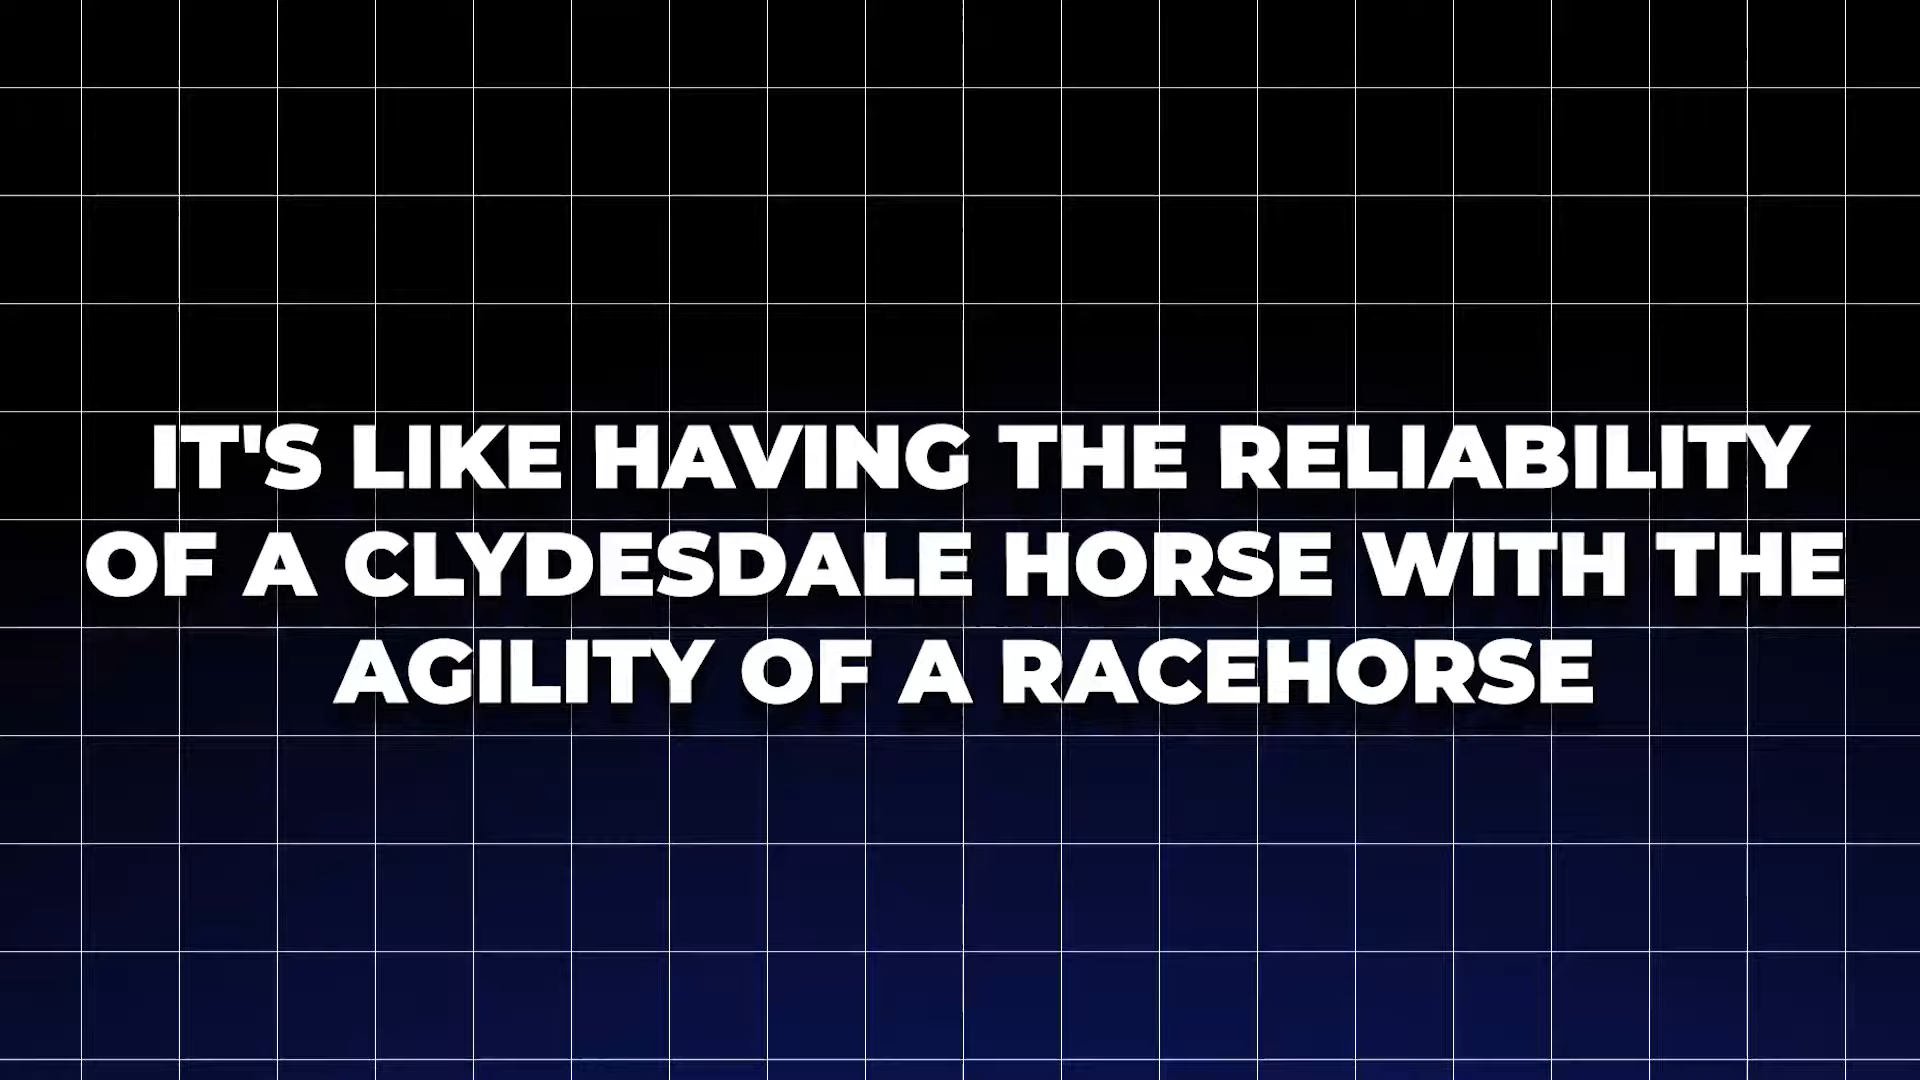 IT'S LIKE HAVING THE RELIABILITY
OF A CLYDESDALE HORSE WITH THE
AGILITY OF A RACEHORSE